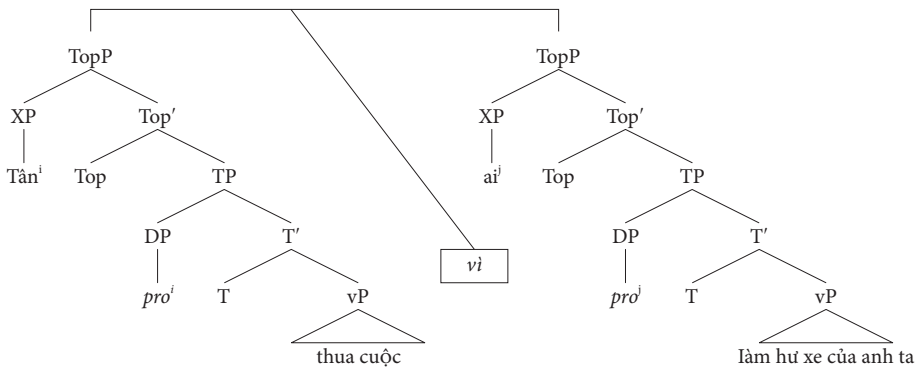 TopP TopP
XP Top′ XP Top′
Tânⁱ Top TP aiʲ Top TP
DP T′ vì DP T′
proⁱ T vP proʲ T vP
thua cuộc làm hư xe của anh ta